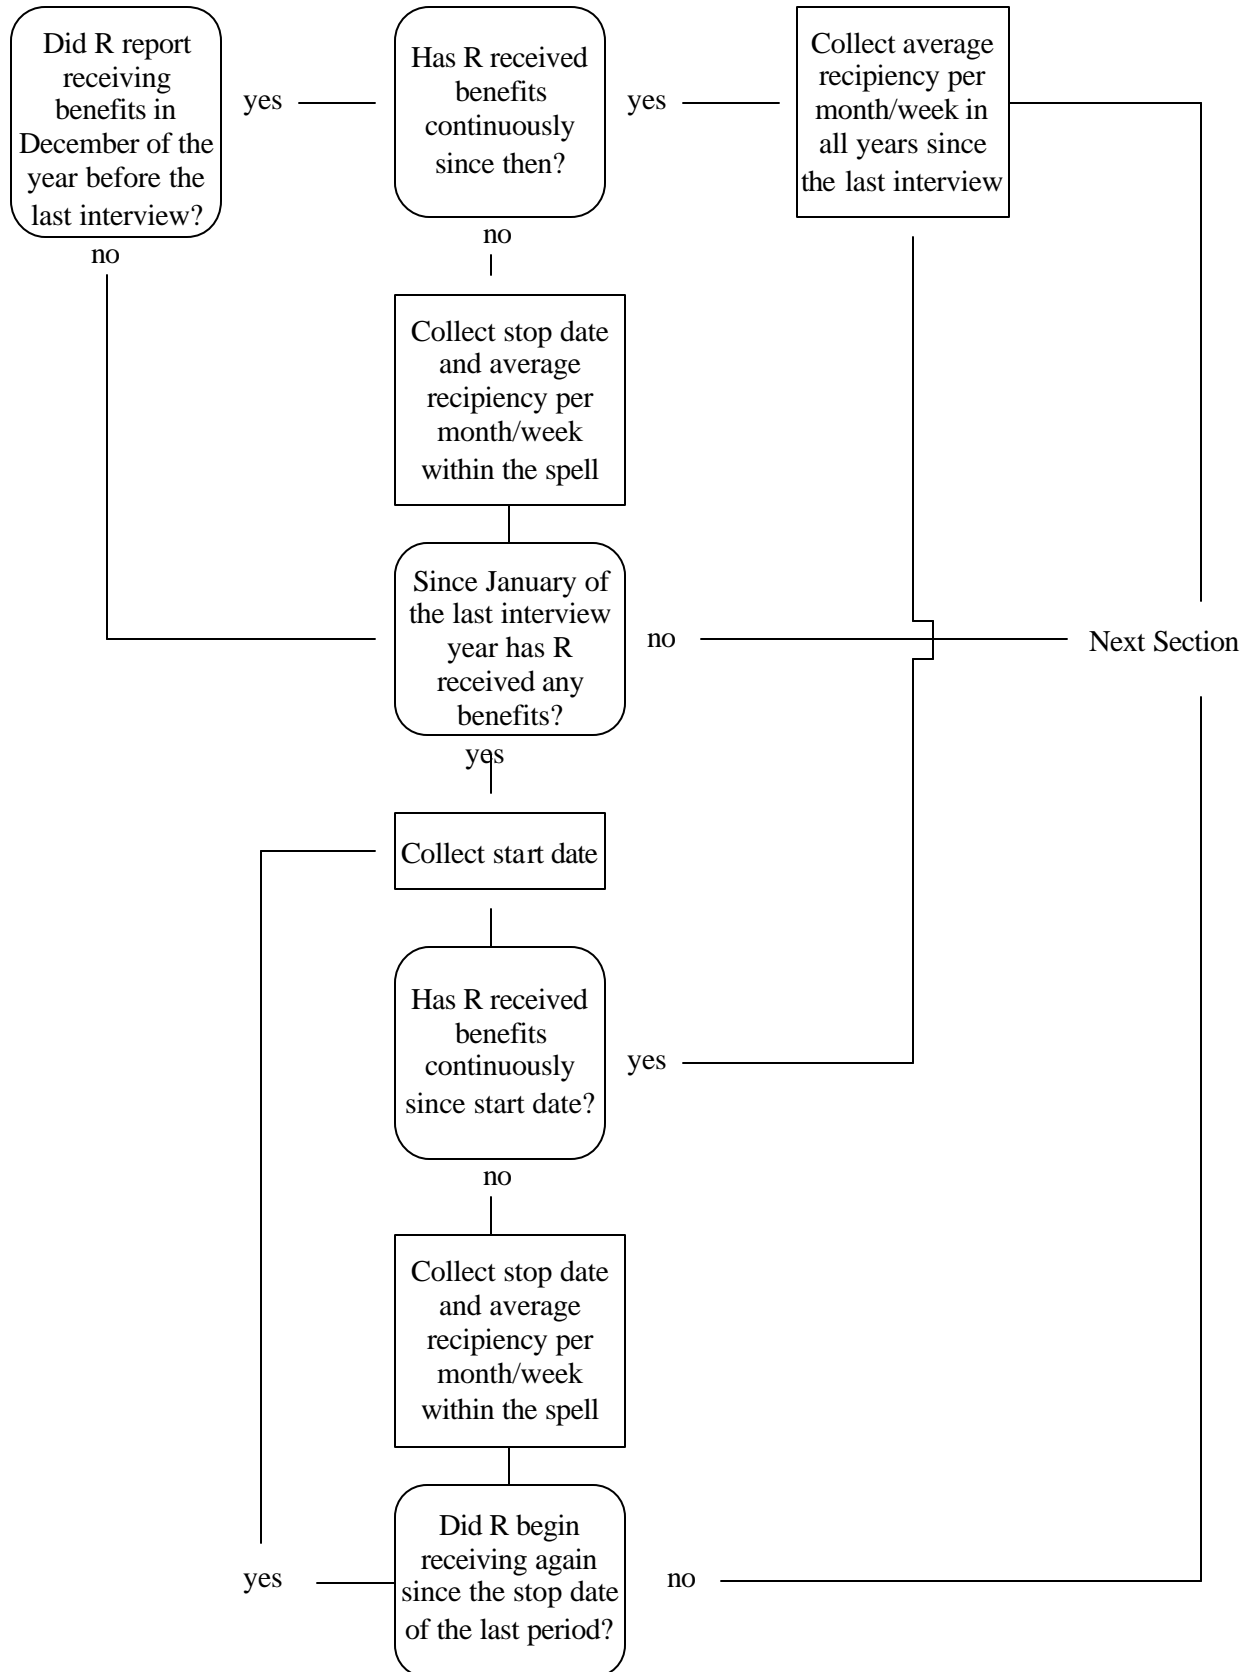 Did R report
receiving
benefits in
December of the
year before the
last interview?
yes
Has R received
benefits
continuously
since then?
yes
Collect average
recipiency per
month/week in
all years since
the last interview
no
no
Collect stop date
and average
recipiency per
month/week
within the spell
Since January of
the last interview
year has R
received any
benefits?
no
Next Section
yes
Collect start date
Has R received
benefits
continuously
since start date?
yes
no
Collect stop date
and average
recipiency per
month/week
within the spell
Did R begin
receiving again
since the stop date
of the last period?
yes
no